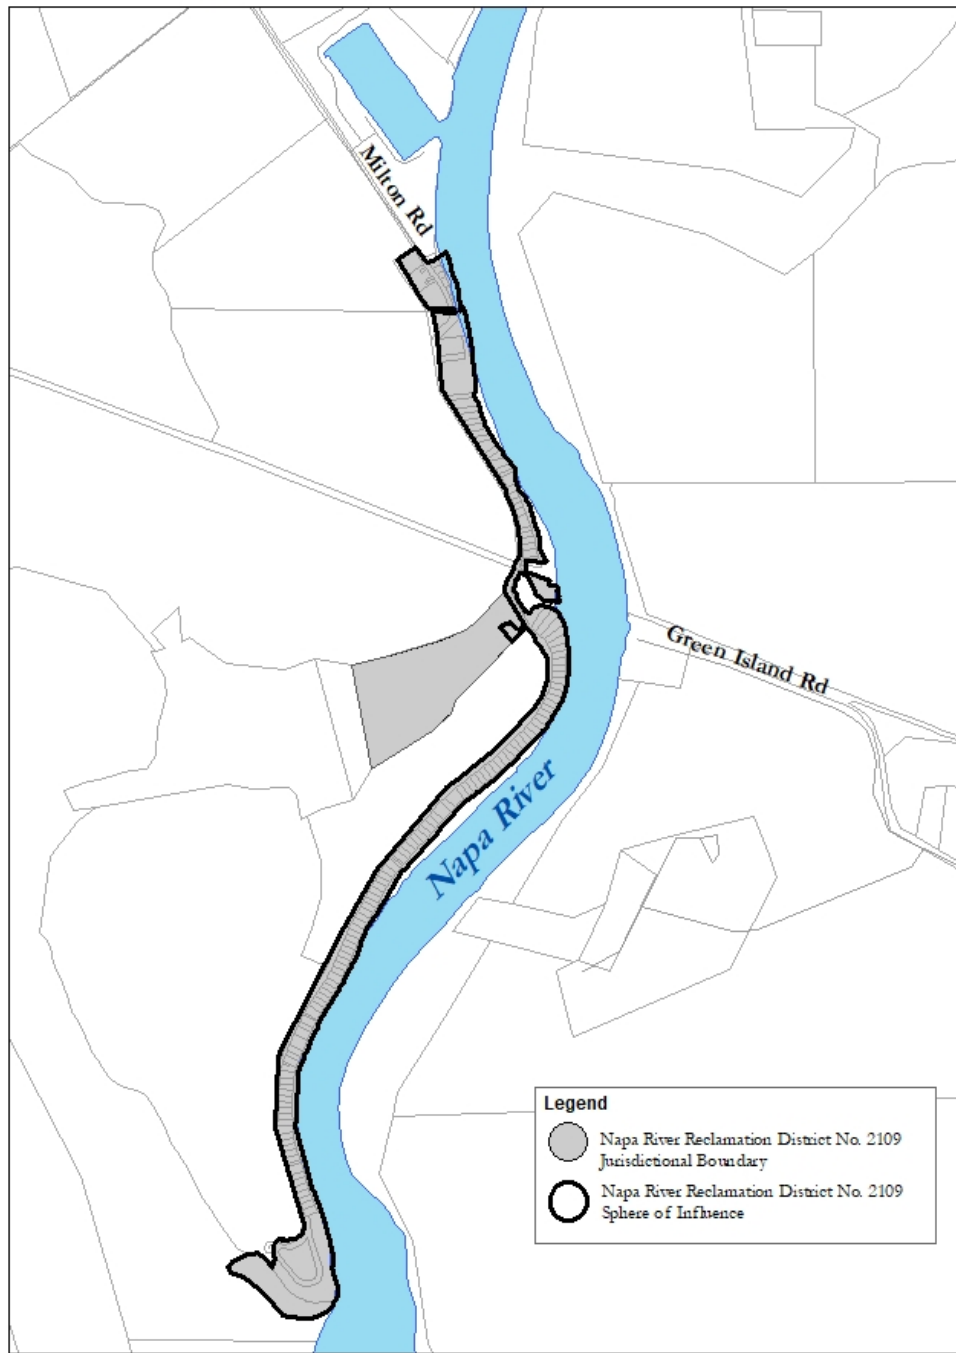 Milton Rd
Green Island Rd
Napa River
Legend
Napa River Reclamation District No. 2109
Jurisdictional Boundary
Napa River Reclamation District No. 2109
Sphere of Influence